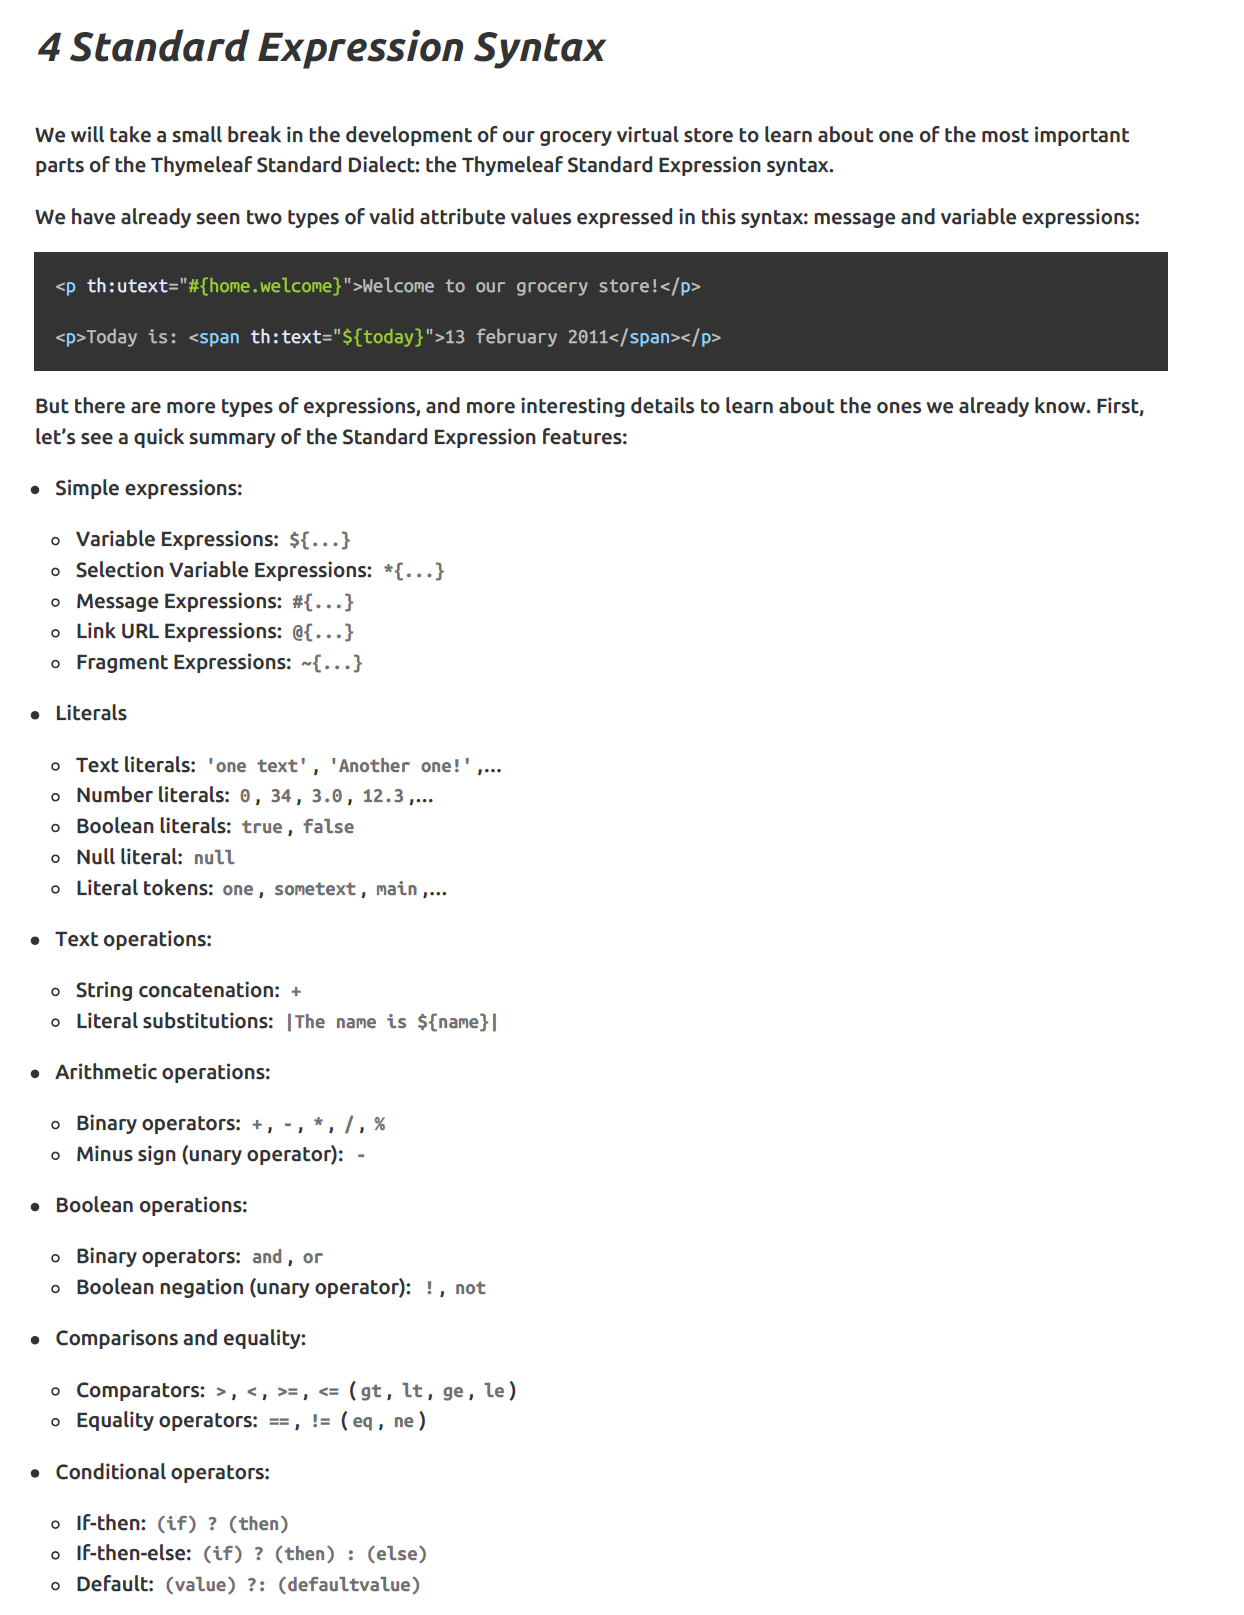 4 Standard Expression Syntax
We will take a small break in the development of our grocery virtual store to learn about one of the most important
parts of the Thymeleaf Standard Dialect: the Thymeleaf Standard Expression syntax.
We have already seen two types of valid attribute values expressed in this syntax: message and variable expressions:
<p th:utext="#{home.welcome}">Welcome to our grocery store!</p>
<p>Today is: <span th:text="${today}">13 february 2011</span></p>
But there are more types of expressions, and more interesting details to learn about the ones we already know. First,
let’s see a quick summary of the Standard Expression features:
Simple expressions:
Variable Expressions: ${...}
Selection Variable Expressions: *{...}
Message Expressions: #{...}
Link URL Expressions: @{...}
Fragment Expressions: ~{...}
Literals
Text literals: 'one text', 'Another one!',…
Number literals: 0, 34, 3.0, 12.3,…
Boolean literals: true, false
Null literal: null
Literal tokens: one, sometext, main,…
Text operations:
String concatenation: +
Literal substitutions: |The name is ${name}|
Arithmetic operations:
Binary operators: +, -, *, /, %
Minus sign (unary operator): -
Boolean operations:
Binary operators: and, or
Boolean negation (unary operator): !, not
Comparisons and equality:
Comparators: >, <, >=, <= (gt, lt, ge, le)
Equality operators: ==, != (eq, ne)
Conditional operators:
If-then: (if) ? (then)
If-then-else: (if) ? (then) : (else)
Default: (value) ?: (defaultvalue)